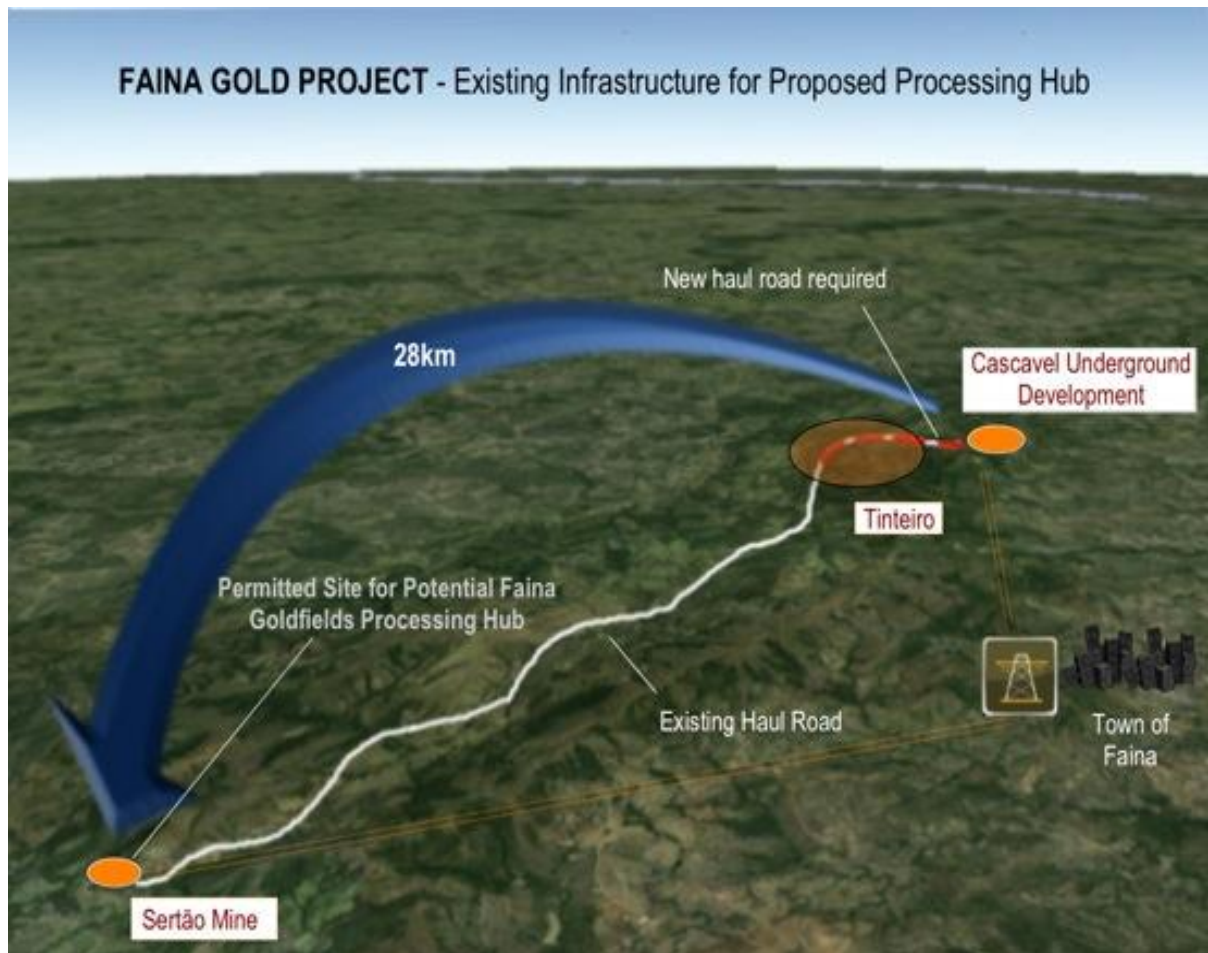 FAINA GOLD PROJECT - Existing Infrastructure for Proposed Processing Hub
New haul road required
28km
Cascavel Underground
Development
Tinteiro
Permitted Site for Potential Faina
Goldfields Processing Hub
Existing Haul Road
Town of
Faina
Sertão Mine